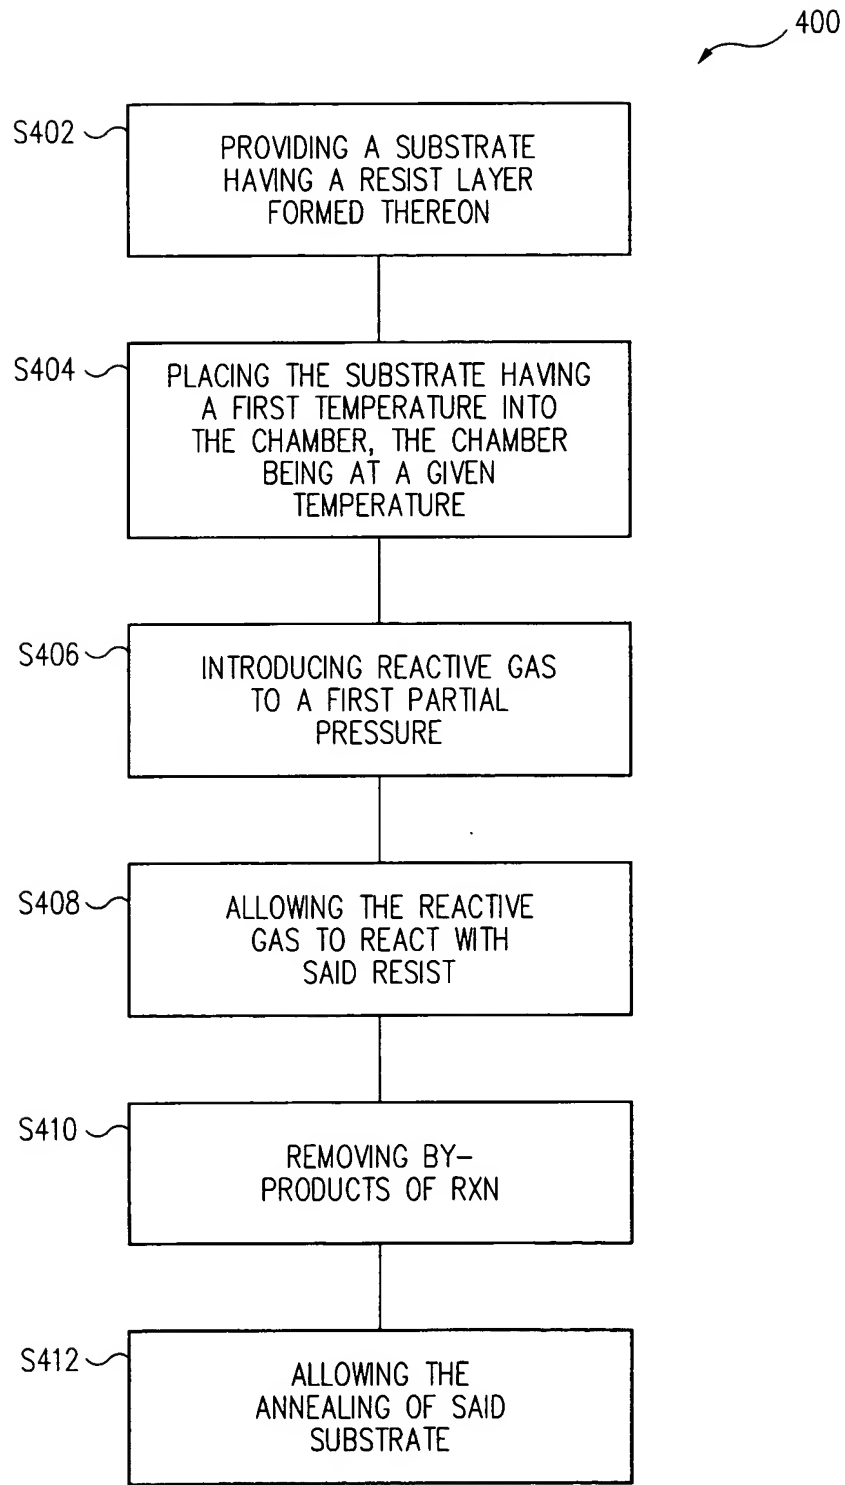 400
S402
PROVIDING A SUBSTRATE
HAVING A RESIST LAYER
FORMED THEREON
S404
PLACING THE SUBSTRATE HAVING
A FIRST TEMPERATURE INTO
THE CHAMBER, THE CHAMBER
BEING AT A GIVEN
TEMPERATURE
S406
INTRODUCING REACTIVE GAS
TO A FIRST PARTIAL
PRESSURE
S408
ALLOWING THE REACTIVE
GAS TO REACT WITH
SAID RESIST
S410
REMOVING BY-
PRODUCTS OF RXN
S412
ALLOWING THE
ANNEALING OF SAID
SUBSTRATE